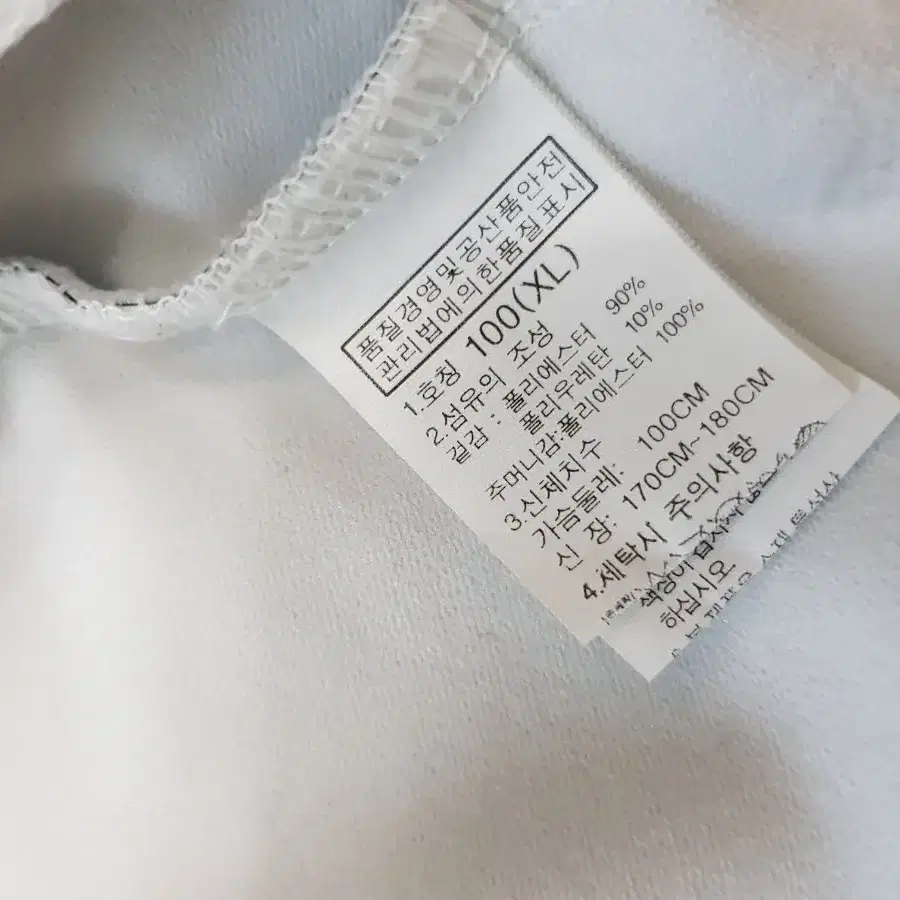 품질경영및공산품안전
관리법에의한품질표시
1.호칭 100(XL)
2.섬유의 조성
겉감 : 폴리에스터 90%
폴리우레탄 10%
주머니감:폴리에스터 100%
3.신체치수
가슴둘레: 100CM
신 장: 170CM~180CM
4.세탁시 주의사항
하십시오